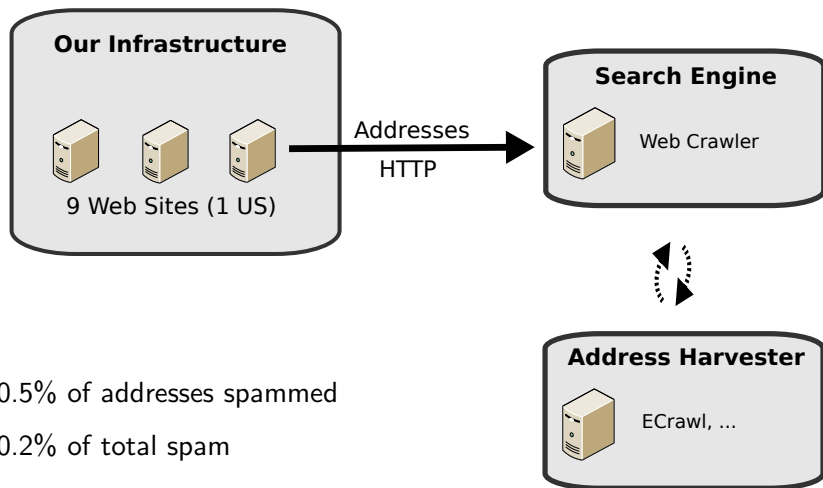 Our Infrastructure
9 Web Sites (1 US)
Addresses
HTTP
Search Engine
Web Crawler
Address Harvester
ECrawl, ...
0.5% of addresses spammed
0.2% of total spam